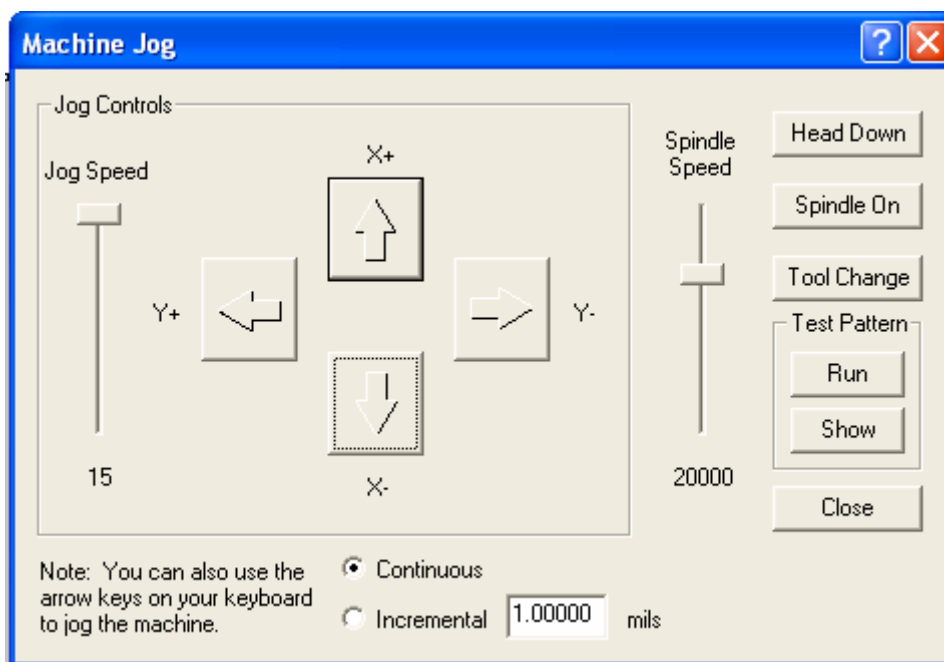 Machine Jog
Jog Controls
Jog Speed
X+
Y+
Y-
X-
15
Spindle
Speed
20000
Head Down
Spindle On
Tool Change
Test Pattern
Run
Show
Close
Note: You can also use the
arrow keys on your keyboard
to jog the machine.
Continuous
Incremental 1.00000 mils